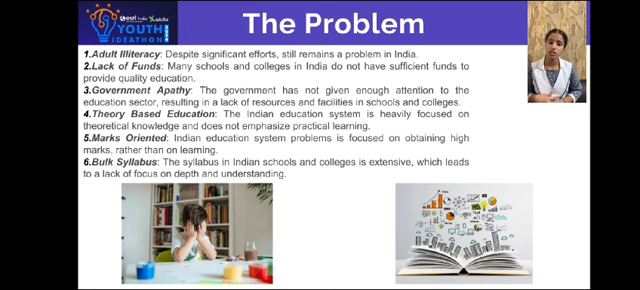 YOUTH
IDEATHON
The Problem
1.Adult Illiteracy: Despite significant efforts, still remains a problem in India.
2.Lack of Funds: Many schools and colleges in India do not have sufficient funds to
provide quality education.
3.Government Apathy: The government has not given enough attention to the
education sector, resulting in a lack of resources and facilities in schools and colleges.
4.Theory Based Education: The Indian education system is heavily focused on
theoretical knowledge and does not emphasize practical learning.
5.Marks Oriented: Indian education system problems is focused on obtaining high
marks, rather than on learning.
6.Bulk Syllabus: The syllabus in Indian schools and colleges is extensive, which leads
to a lack of focus on depth and understanding.